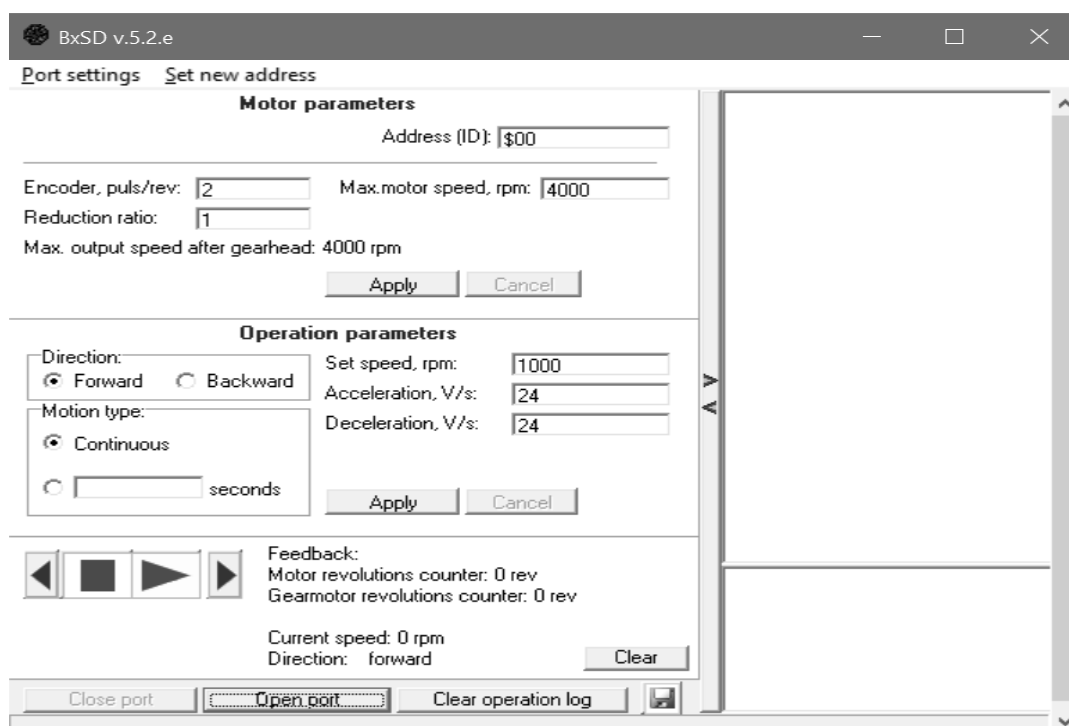 BxSD v.5.2.e
Port settings Set new address
Motor parameters
Address (ID): $00
Encoder, puls/rev: 2 Max.motor speed, rpm: 4000
Reduction ratio: 1
Max. output speed after gearhead: 4000 rpm
Apply Cancel
Operation parameters
Direction: Set speed, rpm: 1000
Forward Backward
Acceleration, V/s: 24
Motion type:
Deceleration, V/s: 24
Continuous
seconds
Apply Cancel
> 
<
Feedback:
Motor revolutions counter: 0 rev
Gearmotor revolutions counter: 0 rev
Current speed: 0 rpm
Direction: forward Clear
Close port Open port Clear operation log